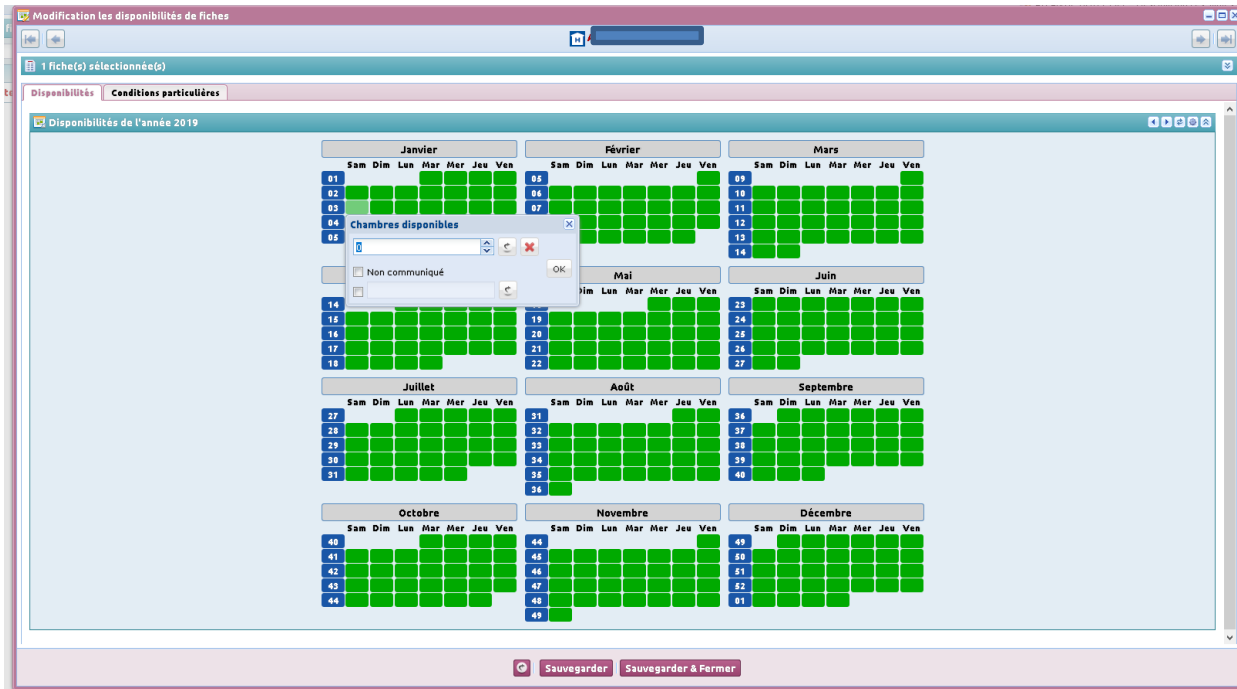 Modification les disponibilités de fiches
1 fiche(s) sélectionnée(s)
Disponibilités Conditions particulières
Disponibilités de l'année 2019
Janvier Février Mars
Sam Dim Lun Mar Mer Jeu Ven Sam Dim Lun Mar Mer Jeu Ven Sam Dim Lun Mar Mer Jeu Ven
01 05 09
02 06 10
03 07 11
04 Chambres disponibles 12
05 13
0
14
Non communiqué OK
Mai Juin
Lun Mar Mer Jeu Ven Sam Dim Lun Mar Mer Jeu Ven
14 23
15 19 24
16 20 25
17 21 26
18 22 27
Juillet Août Septembre
Sam Dim Lun Mar Mer Jeu Ven Sam Dim Lun Mar Mer Jeu Ven Sam Dim Lun Mar Mer Jeu Ven
27 31 36
28 32 37
29 33 38
30 34 39
31 35 40
36
Octobre Novembre Décembre
Sam Dim Lun Mar Mer Jeu Ven Sam Dim Lun Mar Mer Jeu Ven Sam Dim Lun Mar Mer Jeu Ven
40 44 49
41 45 50
42 46 51
43 47 52
44 48 01
49
Sauvegarder Sauvegarder & Fermer